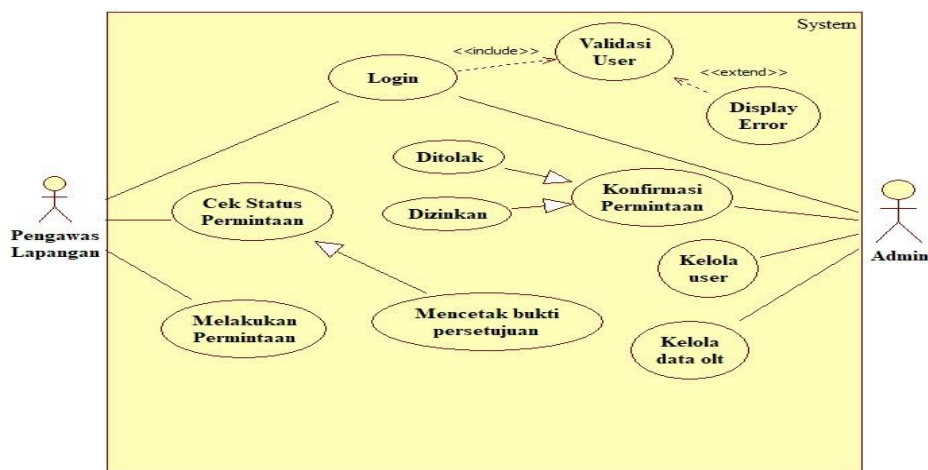 System
<<include>>
Validasi
User
Login
<<extend>>
Display
Error
Ditolak
Cek Status
Permintaan
Dizinkan
Konfirmasi
Permintaan
Pengawas
Lapangan
Admin
Kelola
user
Melakukan
Permintaan
Mencetak bukti
persetujuan
Kelola
data olt